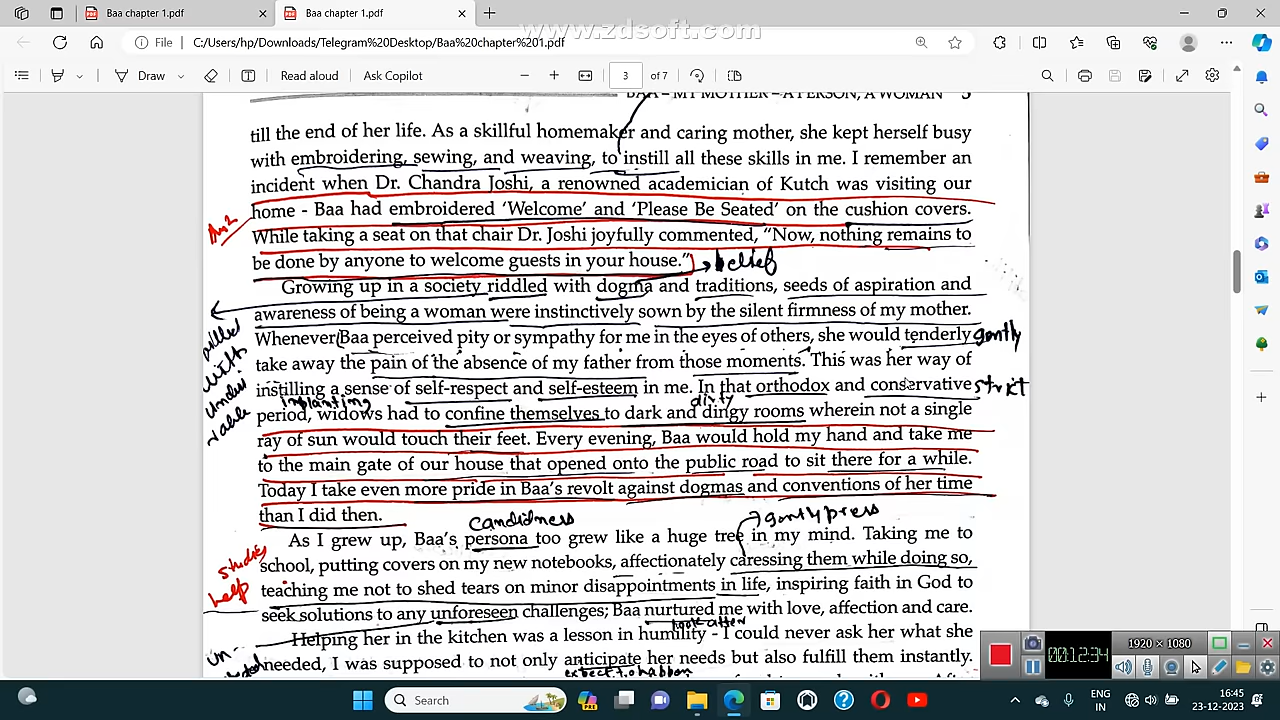 Baa chapter 1.pdf
Baa chapter 1.pdf
www.zdsoft.com
File
C:/Users/hp/Downloads/Telegram%20Desktop/Baa%20chapter%201.pdf
Draw
Read aloud
Ask Copilot
3
of 7
BAA – MY MOTHER – A PERSON, A WOMAN 3
till the end of her life. As a skillful homemaker and caring mother, she kept herself busy
with embroidering, sewing, and weaving, to instill all these skills in me. I remember an
incident when Dr. Chandra Joshi, a renowned academician of Kutch was visiting our
home - Baa had embroidered 'Welcome' and 'Please Be Seated' on the cushion covers.
Ans 2
While taking a seat on that chair Dr. Joshi joyfully commented, "Now, nothing remains to
be done by anyone to welcome guests in your house."
belief
Growing up in a society riddled with dogma and traditions, seeds of aspiration and
awareness of being a woman were instinctively sown by the silent firmness of my mother.
Whenever Baa perceived pity or sympathy for me in the eyes of others, she would tenderly
gently
take away the pain of the absence of my father from those moments. This was her way of
filled
with
instilling a sense of self-respect and self-esteem in me. In that orthodox and conservative
strict
implanting
dirty
period, widows had to confine themselves to dark and dingy rooms wherein not a single
ray of sun would touch their feet. Every evening, Baa would hold my hand and take me
to the main gate of our house that opened onto the public road to sit there for a while.
Today I take even more pride in Baa's revolt against dogmas and conventions of her time
than I did then.
candidness
gently press
As I grew up, Baa's persona too grew like a huge tree in my mind. Taking me to
school, putting covers on my new notebooks, affectionately caressing them while doing so,
help
teaching me not to shed tears on minor disappointments in life, inspiring faith in God to
seek solutions to any unforeseen challenges; Baa nurtured me with love, affection and care.
look after
Helping her in the kitchen was a lesson in humility - I could never ask her what she
needed, I was supposed to not only anticipate her needs but also fulfill them instantly.
expect to happen
1920 × 1080
00:12:34
Search
ENG
IN
16:45
23-12-2023